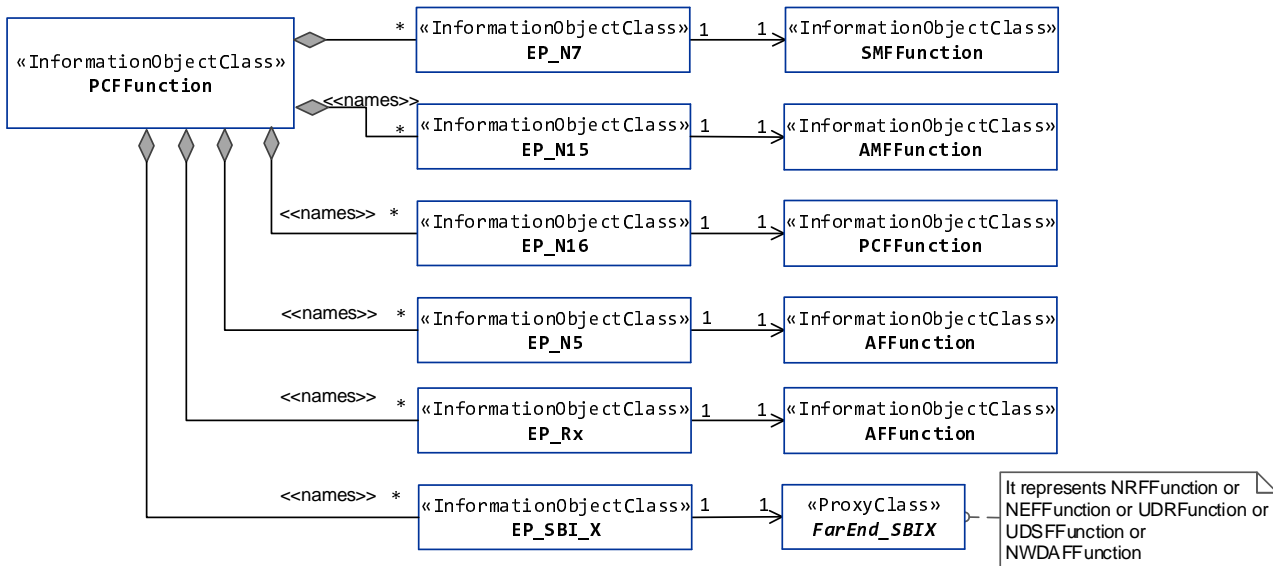 «InformationObjectClass»
PCFFunction
*
«InformationObjectClass»
EP_N7
1
1
«InformationObjectClass»
SMFFunction
<<names>>
*
«InformationObjectClass»
EP_N15
1
1
«InformationObjectClass»
AMFFunction
<<names>> *
«InformationObjectClass»
EP_N16
1
1
«InformationObjectClass»
PCFFunction
<<names>> *
«InformationObjectClass»
EP_N5
1
1
«InformationObjectClass»
AFFunction
<<names>> *
«InformationObjectClass»
EP_Rx
1
1
«InformationObjectClass»
AFFunction
<<names>> *
«InformationObjectClass»
EP_SBI_X
1
1
«ProxyClass»
FarEnd_SBIX
It represents NRFFunction or
NEFFunction or UDRFunction or
UDSFFunction or
NWDAFFunction